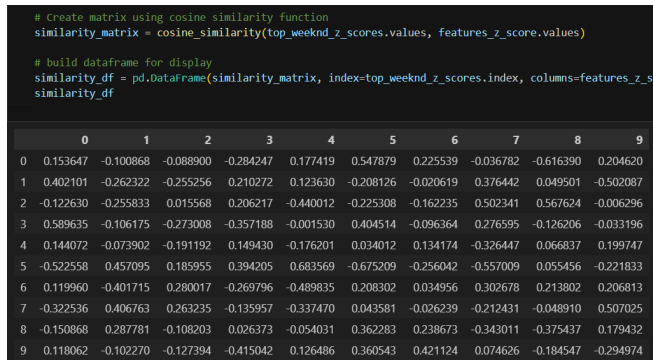 # Create matrix using cosine similarity function
similarity_matrix = cosine_similarity(top_weeknd_z_scores.values, features_z_score.values)
# build dataframe for display
similarity_df = pd.DataFrame(similarity_matrix, index=top_weeknd_z_scores.index, columns=features_z_s
similarity_df
0 1 2 3 4 5 6 7 8 9
0 0.153647 -0.100868 -0.088900 -0.284247 0.177419 0.547879 0.225539 -0.036782 -0.616390 0.204620
1 0.402101 -0.262322 -0.255256 0.210272 0.123630 -0.208126 -0.020619 0.376442 0.049501 -0.502087
2 -0.122630 -0.255833 0.015568 0.206217 -0.440012 -0.225308 -0.162235 0.502341 0.567624 -0.006296
3 0.589635 -0.106175 -0.273008 -0.357188 -0.001530 0.404514 -0.096364 0.276595 -0.126206 -0.033196
4 0.144072 -0.073902 -0.191192 0.149430 -0.176201 0.034012 0.134174 -0.326447 0.066837 0.199747
5 -0.522558 0.457095 0.185955 0.394205 0.683569 -0.675209 -0.256042 -0.557009 0.055456 -0.221833
6 0.119960 -0.401715 0.280017 -0.269796 -0.489835 0.208302 0.034956 0.302678 0.213802 0.206813
7 -0.322536 0.406763 0.263235 -0.135957 -0.337470 0.043581 -0.026239 -0.212431 -0.048910 0.507025
8 -0.150868 0.287781 -0.108203 0.026373 -0.054031 0.362283 0.238673 -0.343011 -0.375437 0.179432
9 0.118062 -0.102270 -0.127394 -0.415042 0.126486 0.360543 0.421124 0.074626 -0.184547 -0.294974